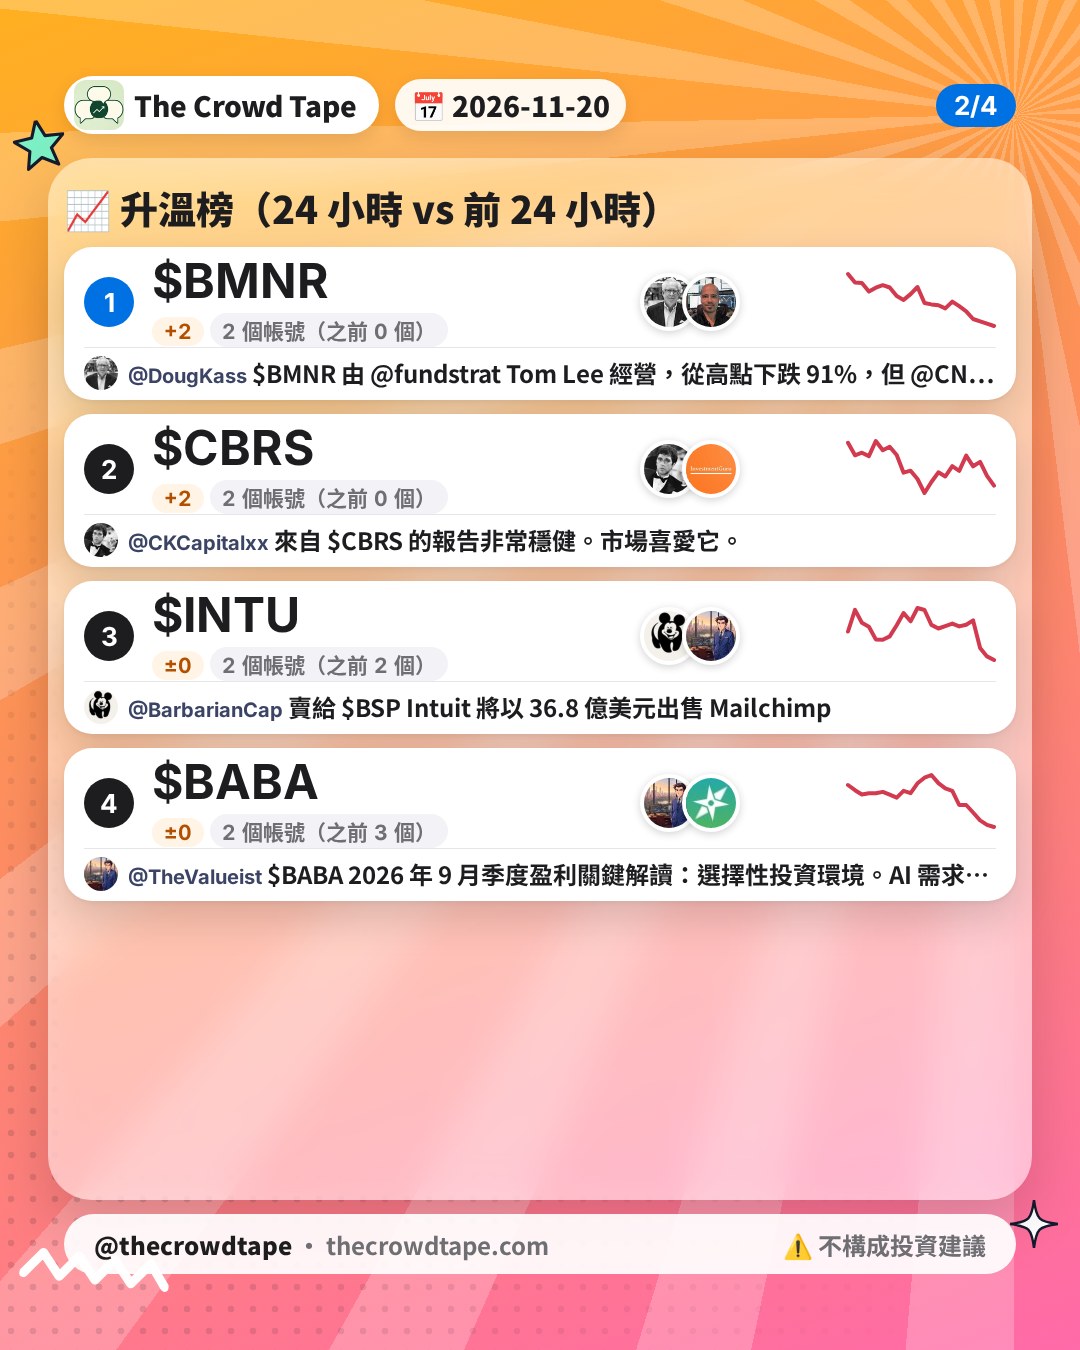 The Crowd Tape
July 17 2026-11-20
2/4
升溫榜（24 小時 vs 前 24 小時）
1
$BMNR
+2 2 個帳號（之前 0 個）
@DougKass $BMNR 由 @fundstrat Tom Lee 經營，從高點下跌 91%，但 @CN…
2
$CBRS
+2 2 個帳號（之前 0 個）
@CKCapitalxx 來自 $CBRS 的報告非常穩健。市場喜愛它。
3
$INTU
±0 2 個帳號（之前 2 個）
@BarbarianCap 賣給 $BSP Intuit 將以 36.8 億美元出售 Mailchimp
4
$BABA
±0 2 個帳號（之前 3 個）
@TheValueist $BABA 2026 年 9 月季度盈利關鍵解讀：選擇性投資環境。AI 需求…
@thecrowdtape • thecrowdtape.com
不構成投資建議